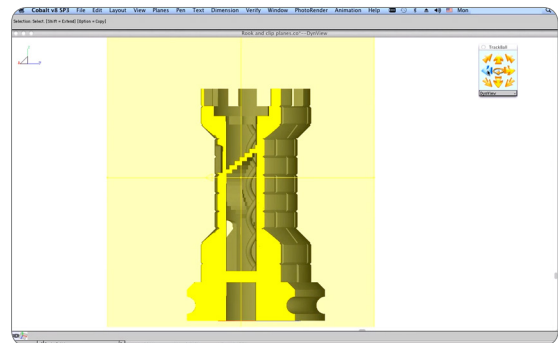 Cobalt v8 SP3 File Edit Layout View Planes Pen Text Dimension Verify Window PhotoRender Animation Help Mon.
Selection: Select. [Shift = Extend] [Option = Copy]
Rook and clip planes.co~--DynView
TrackBall
DynView